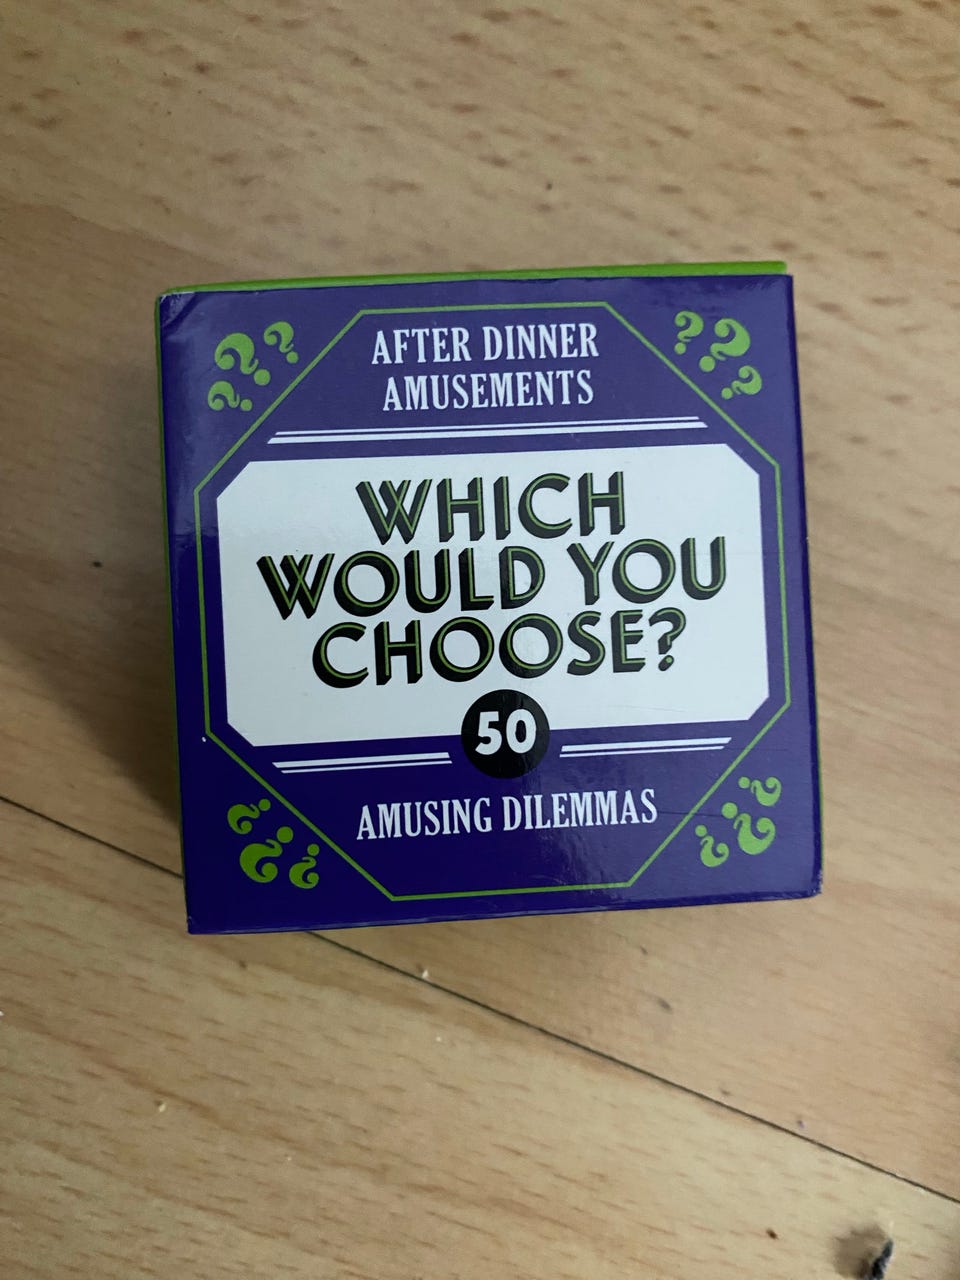 AFTER DINNER
AMUSEMENTS
WHICH
WOULD YOU
CHOOSE?
50
AMUSING DILEMMAS